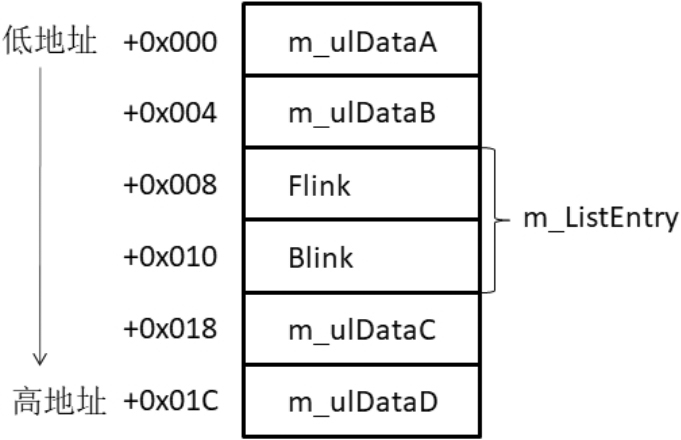 低地址 +0x000 m_ulDataA
+0x004 m_ulDataB
+0x008 Flink
m_ListEntry
+0x010 Blink
+0x018 m_ulDataC
高地址 +0x01C m_ulDataD